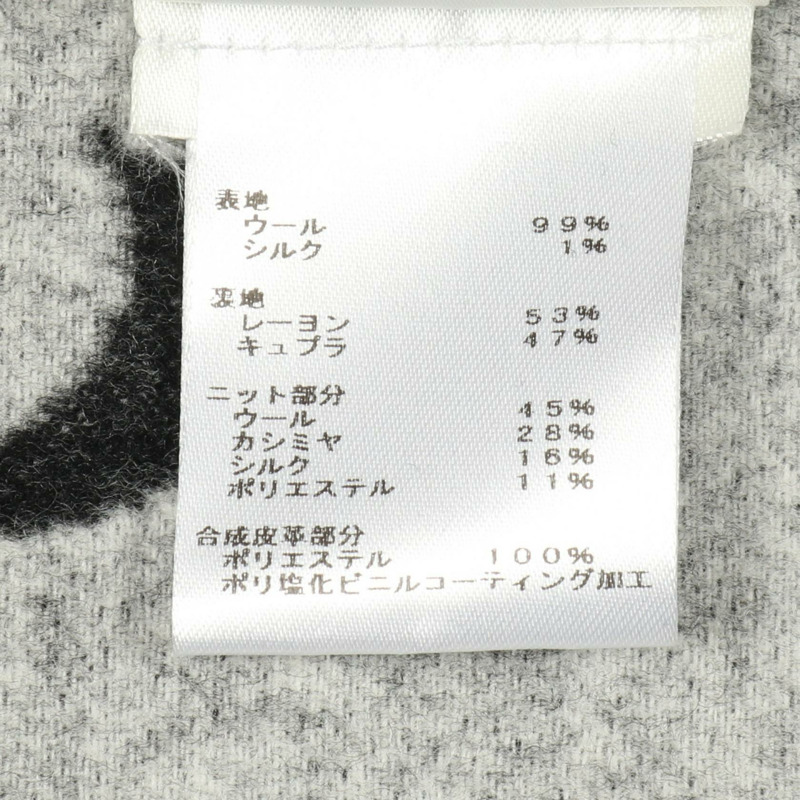 表地
ウール 99%
シルク 1%
裏地
レーヨン 53%
キュプラ 47%
ニット部分
ウール 45%
カシミヤ 28%
シルク 16%
ポリエステル 11%
合成皮革部分
ポリエステル 100%
ポリ塩化ビニルコーティング加工